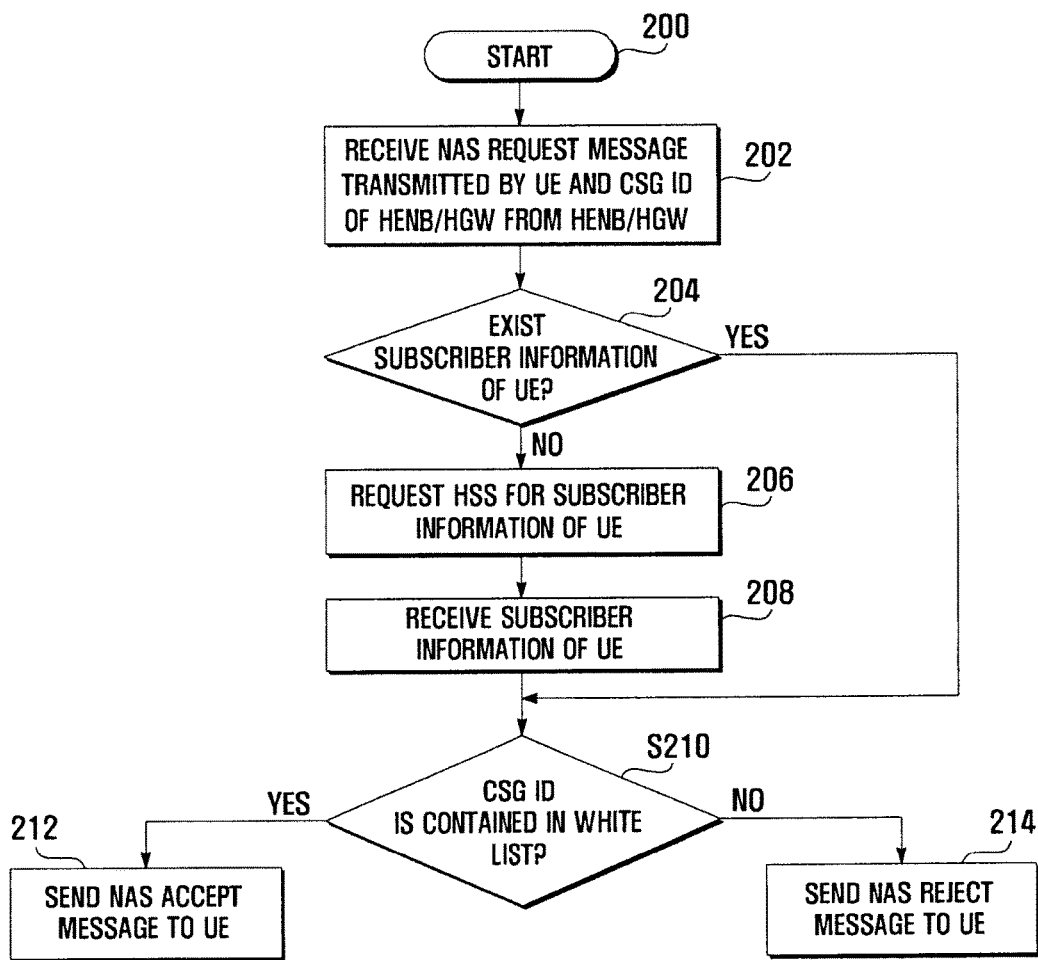 200
START
RECEIVE NAS REQUEST MESSAGE
TRANSMITTED BY UE AND CSG ID
OF HENB/HGW FROM HENB/HGW
202
204
EXIST
SUBSCRIBER INFORMATION
OF UE?
YES
NO
REQUEST HSS FOR SUBSCRIBER
INFORMATION OF UE
206
RECEIVE SUBSCRIBER
INFORMATION OF UE
208
S210
CSG ID
IS CONTAINED IN WHITE
LIST?
YES
NO
212
SEND NAS ACCEPT
MESSAGE TO UE
214
SEND NAS REJECT
MESSAGE TO UE